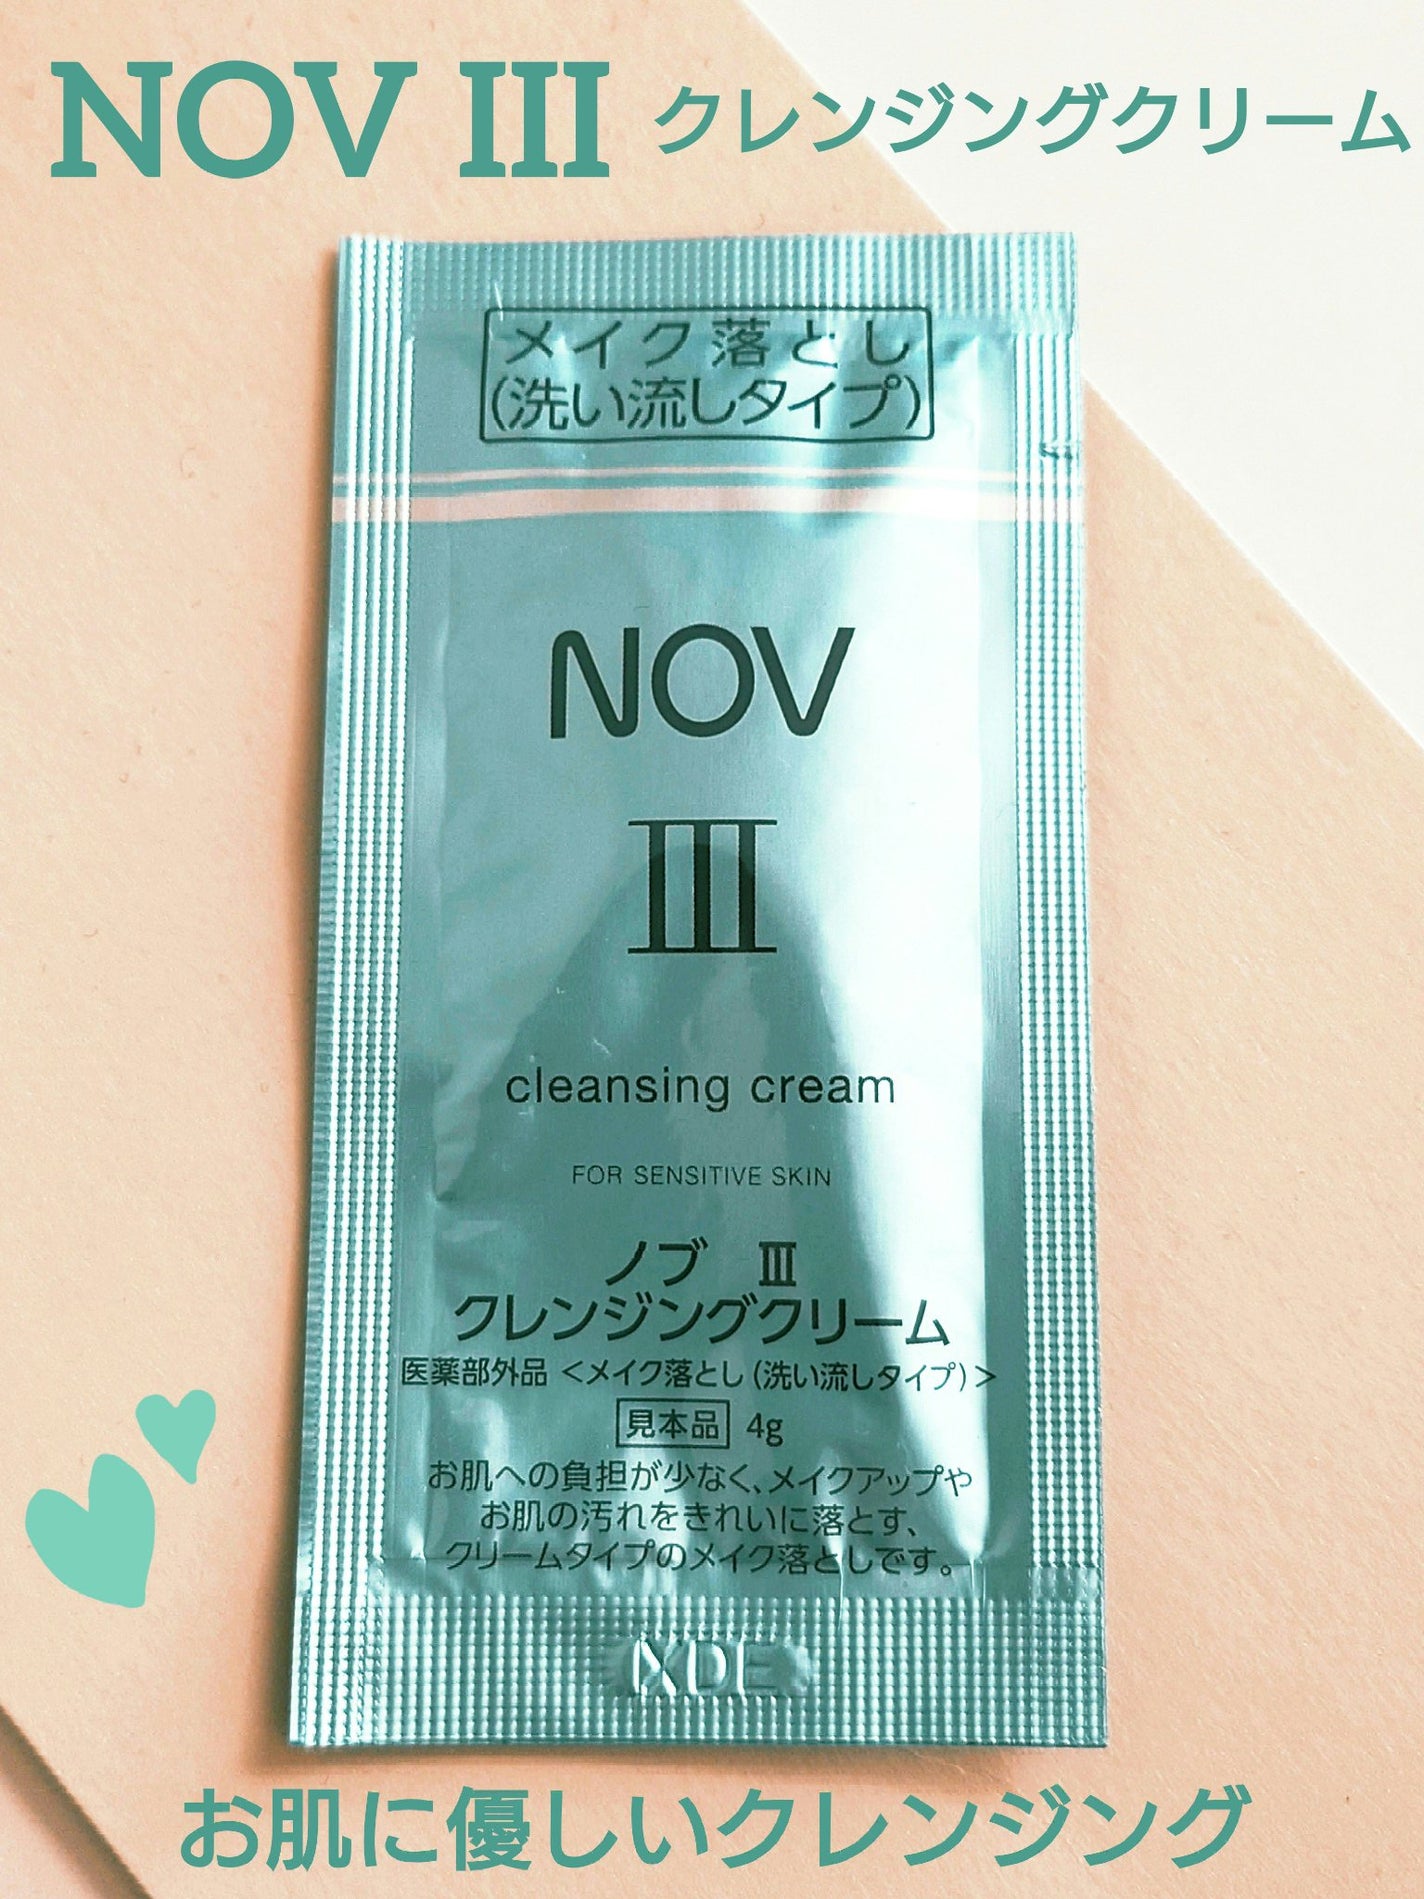 NOV III クレンジングクリーム
メイク落とし
(洗い流しタイプ)
NOV
III
cleansing cream
FOR SENSITIVE SKIN
ノブ III
クレンジングクリーム
医薬部外品 <メイク落とし(洗い流しタイプ)>
見本品 4g
お肌への負担が少なく、メイクアップや
お肌の汚れをきれいに落とす、
クリームタイプのメイク落としです。
お肌に優しいクレンジング